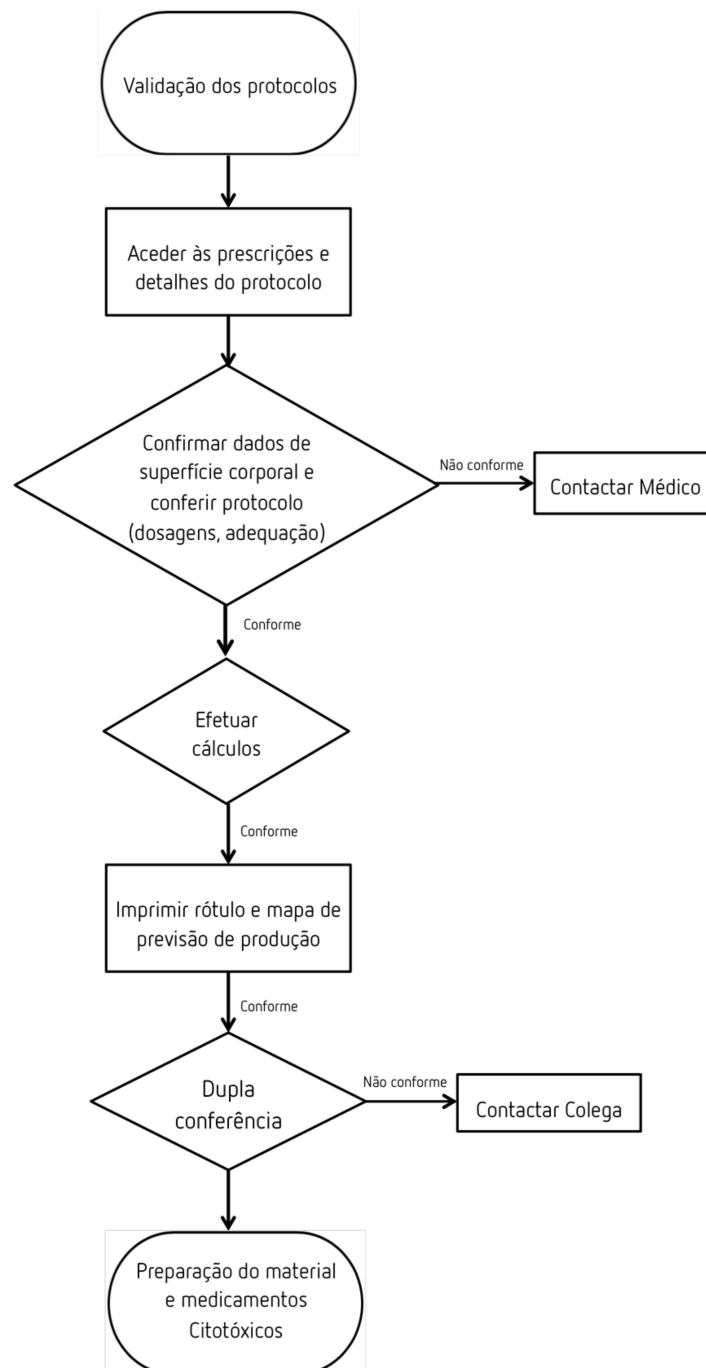 Validação dos protocolos
Aceder às prescrições e
detalhes do protocolo
Confirmar dados de
superfície corporal e
conferir protocolo
(dosagens, adequação)
Não conforme
Contactar Médico
Conforme
Efetuar
cálculos
Conforme
Imprimir rótulo e mapa de
previsão de produção
Conforme
Dupla
conferência
Não conforme
Contactar Colega
Preparação do material
e medicamentos
Citotóxicos